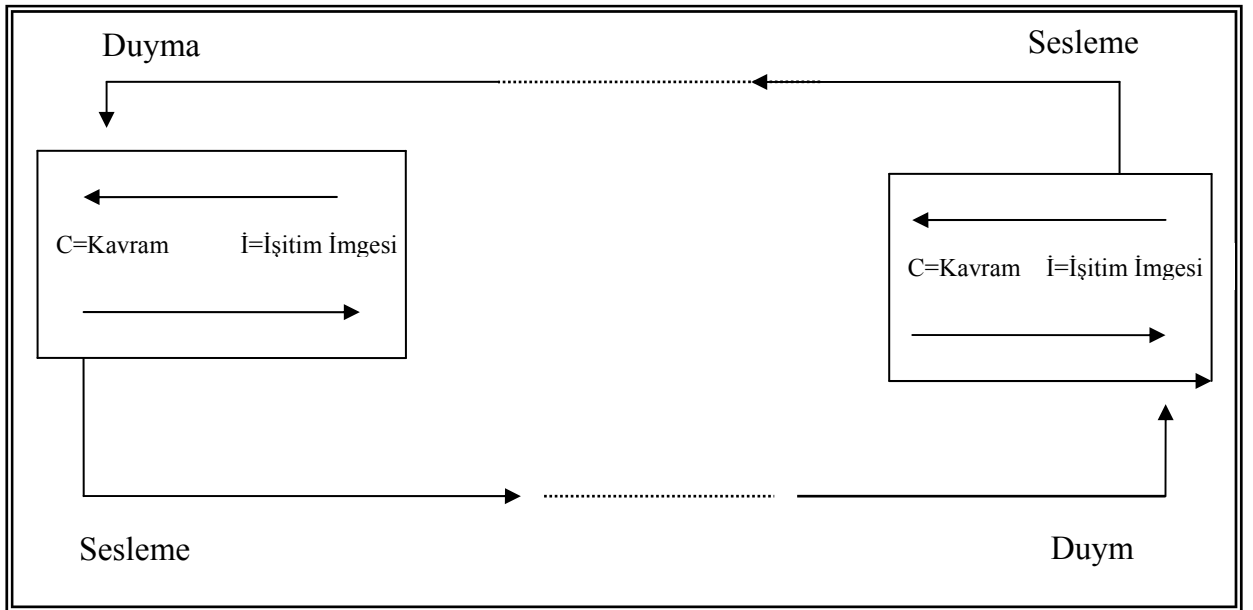 Duyma
Sesleme
C=Kavram İ=İşitim İmgesi
C=Kavram İ=İşitim İmgesi
Sesleme
Duym